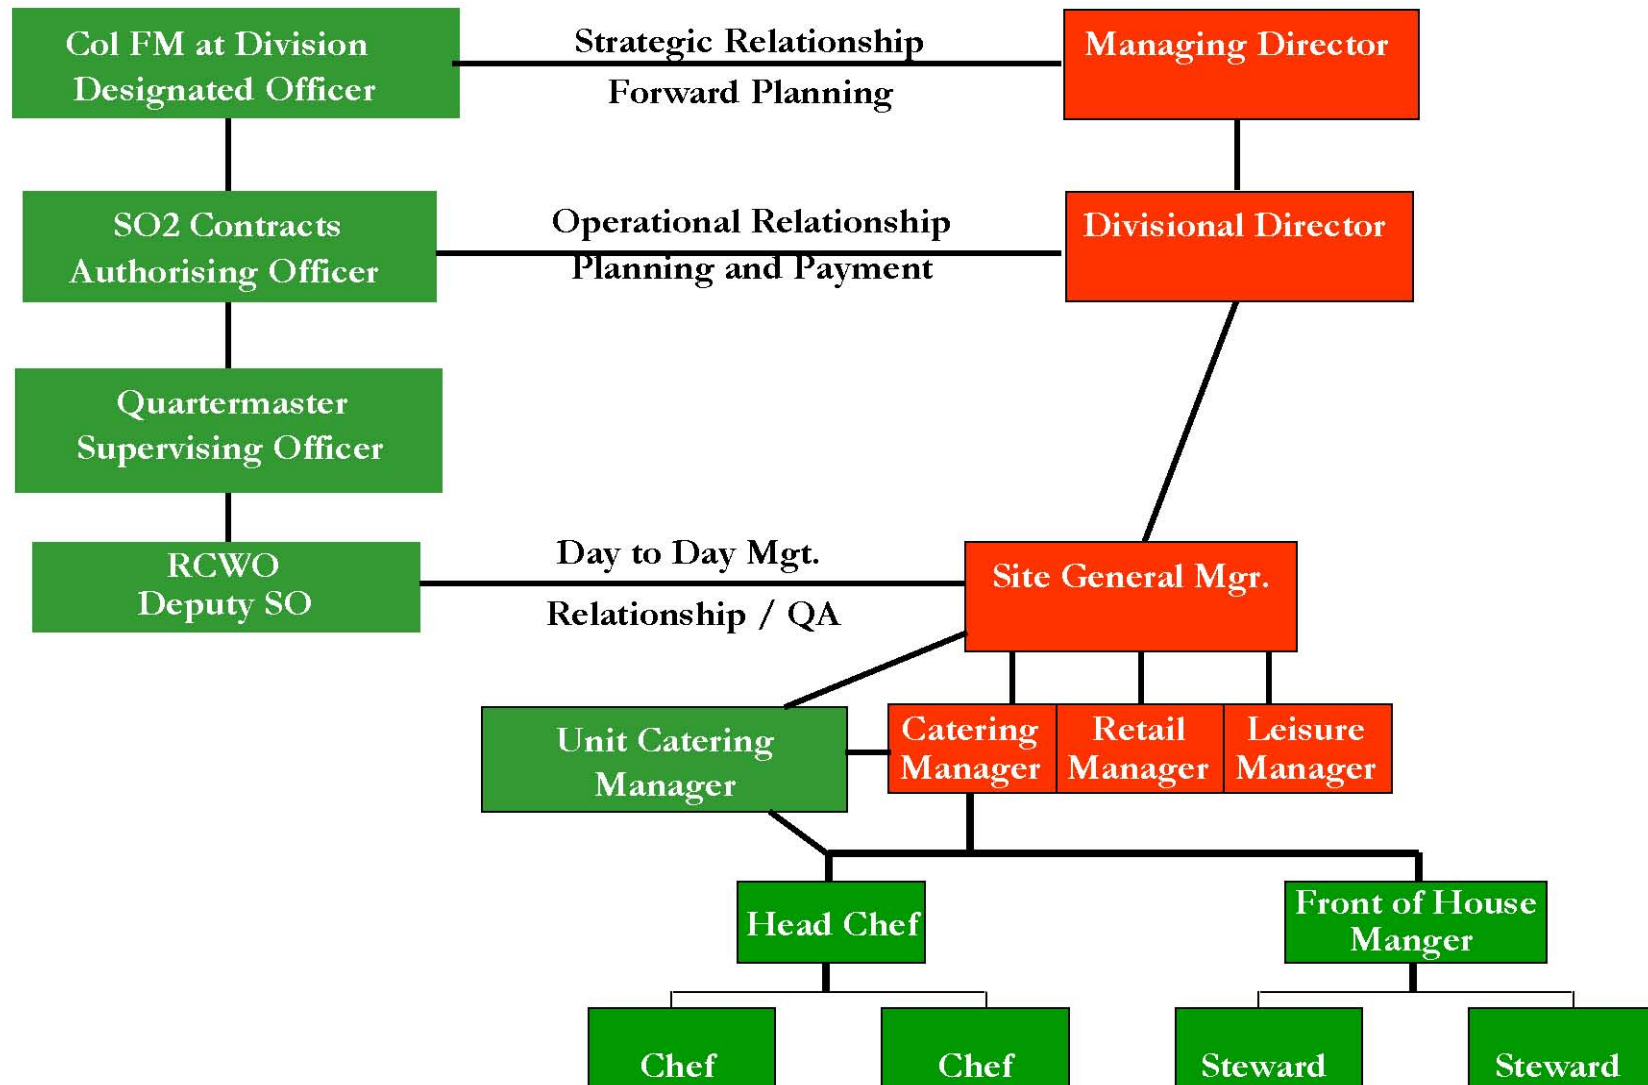 Col FM at Division
Designated Officer
Strategic Relationship
Forward Planning
Managing Director
SO2 Contracts
Authorising Officer
Operational Relationship
Planning and Payment
Divisional Director
Quartermaster
Supervising Officer
RCWO
Deputy SO
Day to Day Mgt.
Relationship / QA
Site General Mgr.
Unit Catering
Manager
Catering
Manager
Retail
Manager
Leisure
Manager
Head Chef
Front of House
Manger
Chef
Chef
Steward
Steward